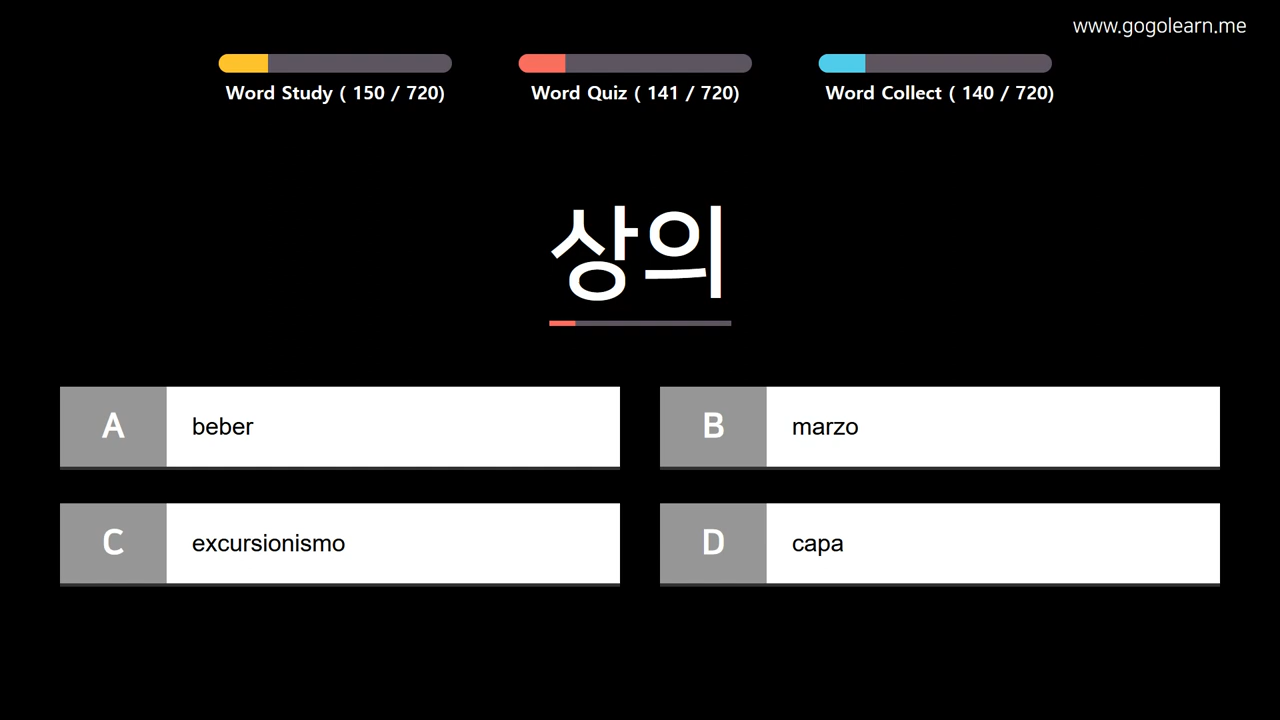 www.gogolearn.me
Word Study ( 150 / 720)
Word Quiz ( 141 / 720)
Word Collect ( 140 / 720)
상의
A beber
B marzo
C excursionismo
D capa